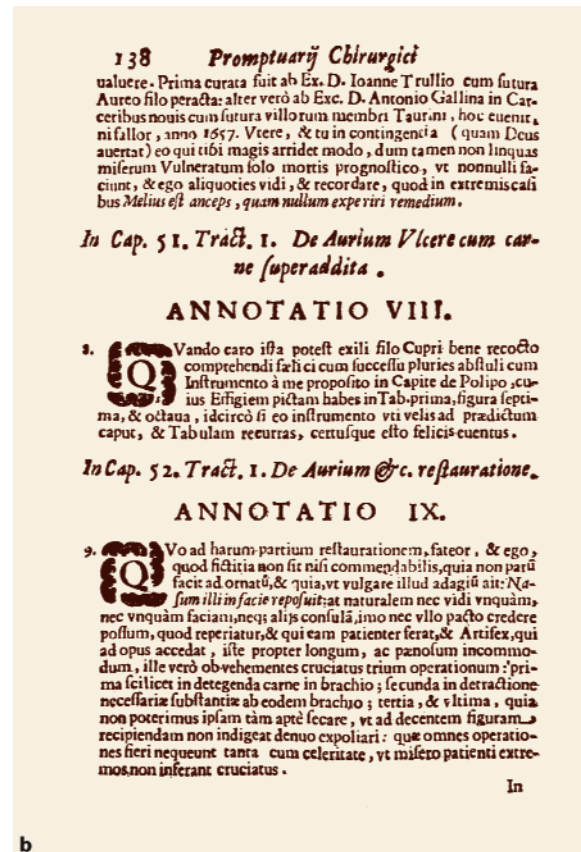 138 Promptuarij Chirurgici
ualuere. Prima curata fuit ab Ex. D. Ioanne Trullio cum sutura
Aureo filo peracta: alter verò ab Exc. D. Antonio Gallina in Car-
ceribus nouis cum sutura villorum membri Taurini, hoc euenit,
ni fallor, anno 1657. Vtere, & tu in contingencia (quam Deus
auertat) eo qui tibi magis arridet modo, dum tamen non linquas
miserum Vulneratum solo mortis prognostico, vt nonnulli fa-
ciunt, & ego aliquoties vidi, & recordare, quod in extremis casi
bus Melius est anceps, quam nullum experiri remedium.
In Cap. 51. Tract. 1. De Aurium Vlcere cum car-
ne superaddita.
ANNOTATIO VIII.
8. QVando caro ista potest exili filo Cupri bene recocto
comprehendi fælici cum successu pluries abstuli cum
Instrumento à me proposito in Capite de Polipo, cu-
ius Effigiem pictam habes in Tab. prima, figura septi-
ma, & octaua, idcircò si eo instrumento vti velis ad prædictum
caput, & Tabulam recurras, certusque esto felicis euentus.
In Cap. 52. Tract. 1. De Aurium &c. restauratione.
ANNOTATIO IX.
9. QVo ad harum partium restaurationem, fateor, & ego,
quod fictitia non sit nisi commendabilis, quia non parū
facit ad ornatū, & quia, vt vulgare illud adagiū ait: Na-
sum illi in facie reposuit: at naturalem nec vidi vnquàm,
nec vnquàm faciam, neq; alijs consulā, imo nec vllo pacto credere
possum, quod reperiatur, & qui eam patienter ferat, & Artifex, qui
ad opus accedat, iste propter longum, ac pænosum incommo-
dum, ille verò ob vehementes cruciatus trium operationum: pri-
ma scilicet in detegenda carne in brachio; secunda in detractione
necessariæ substantiæ ab eodem brachio; tertia, & vltima, quia
non poterimus ipsam tàm aptè secare, vt ad decentem figuram
recipiendam non indigeat denuo expoliari: quæ omnes operatio-
nes fieri nequeunt tanta cum celeritate, vt misero patienti extre-
mos non inferant cruciatus.
In
b